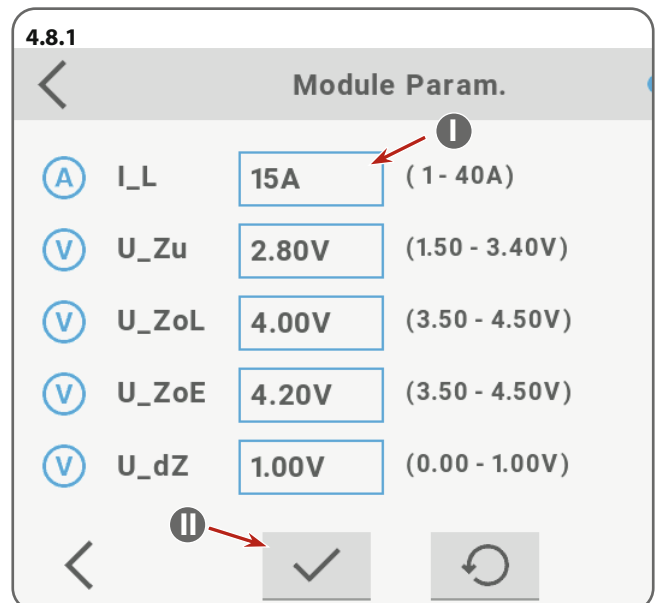 4.8.1
Module Param.
I
A I_L 15A ( 1 - 40A)
V U_Zu 2.80V (1.50 - 3.40V)
V U_ZoL 4.00V (3.50 - 4.50V)
V U_ZoE 4.20V (3.50 - 4.50V)
V U_dZ 1.00V (0.00 - 1.00V)
II